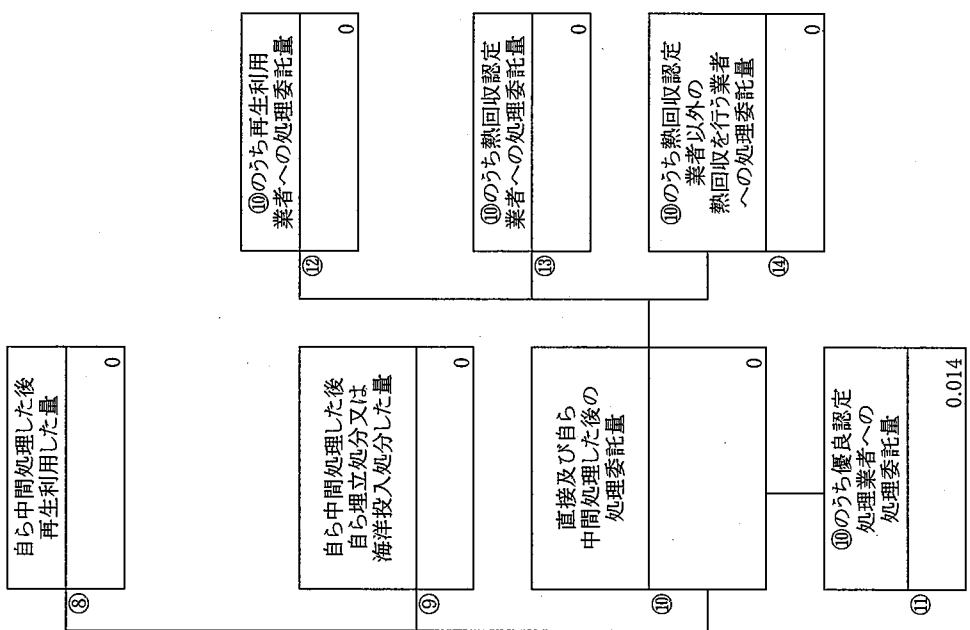 ⑧
自ら中間処理した後
再生利用した量
0
⑨
自ら中間処理した後
自ら埋立処分又は
海洋投入処分した量
0
⑩
直接及び自ら
中間処理した後の
処理委託量
0
⑪
⑩のうち優良認定
処理業者への
処理委託量
0.014
⑫
⑩のうち再生利用
業者への処理委託量
0
⑬
⑩のうち熱回収認定
業者への処理委託量
0
⑭
⑩のうち熱回収認定
業者以外の
熱回収を行う業者
への処理委託量
0